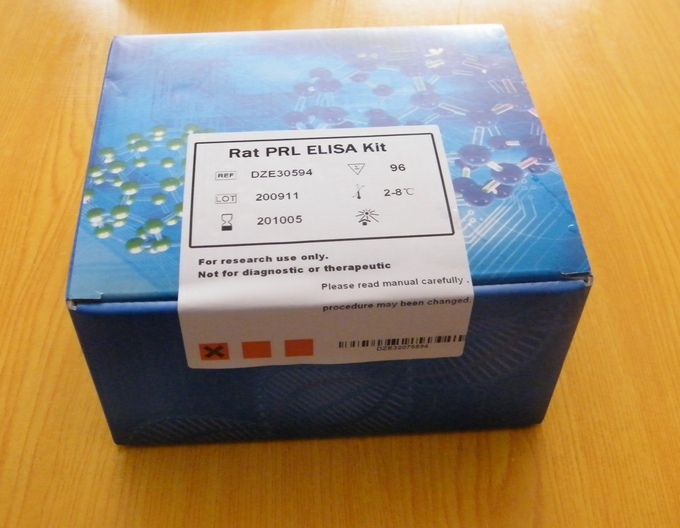 Rat PRL ELISA Kit
REF DZE30594 96
LOT 200911 2-8℃
201005
For research use only.
Not for diagnostic or therapeutic
Please read manual carefully .
procedure may been changed.